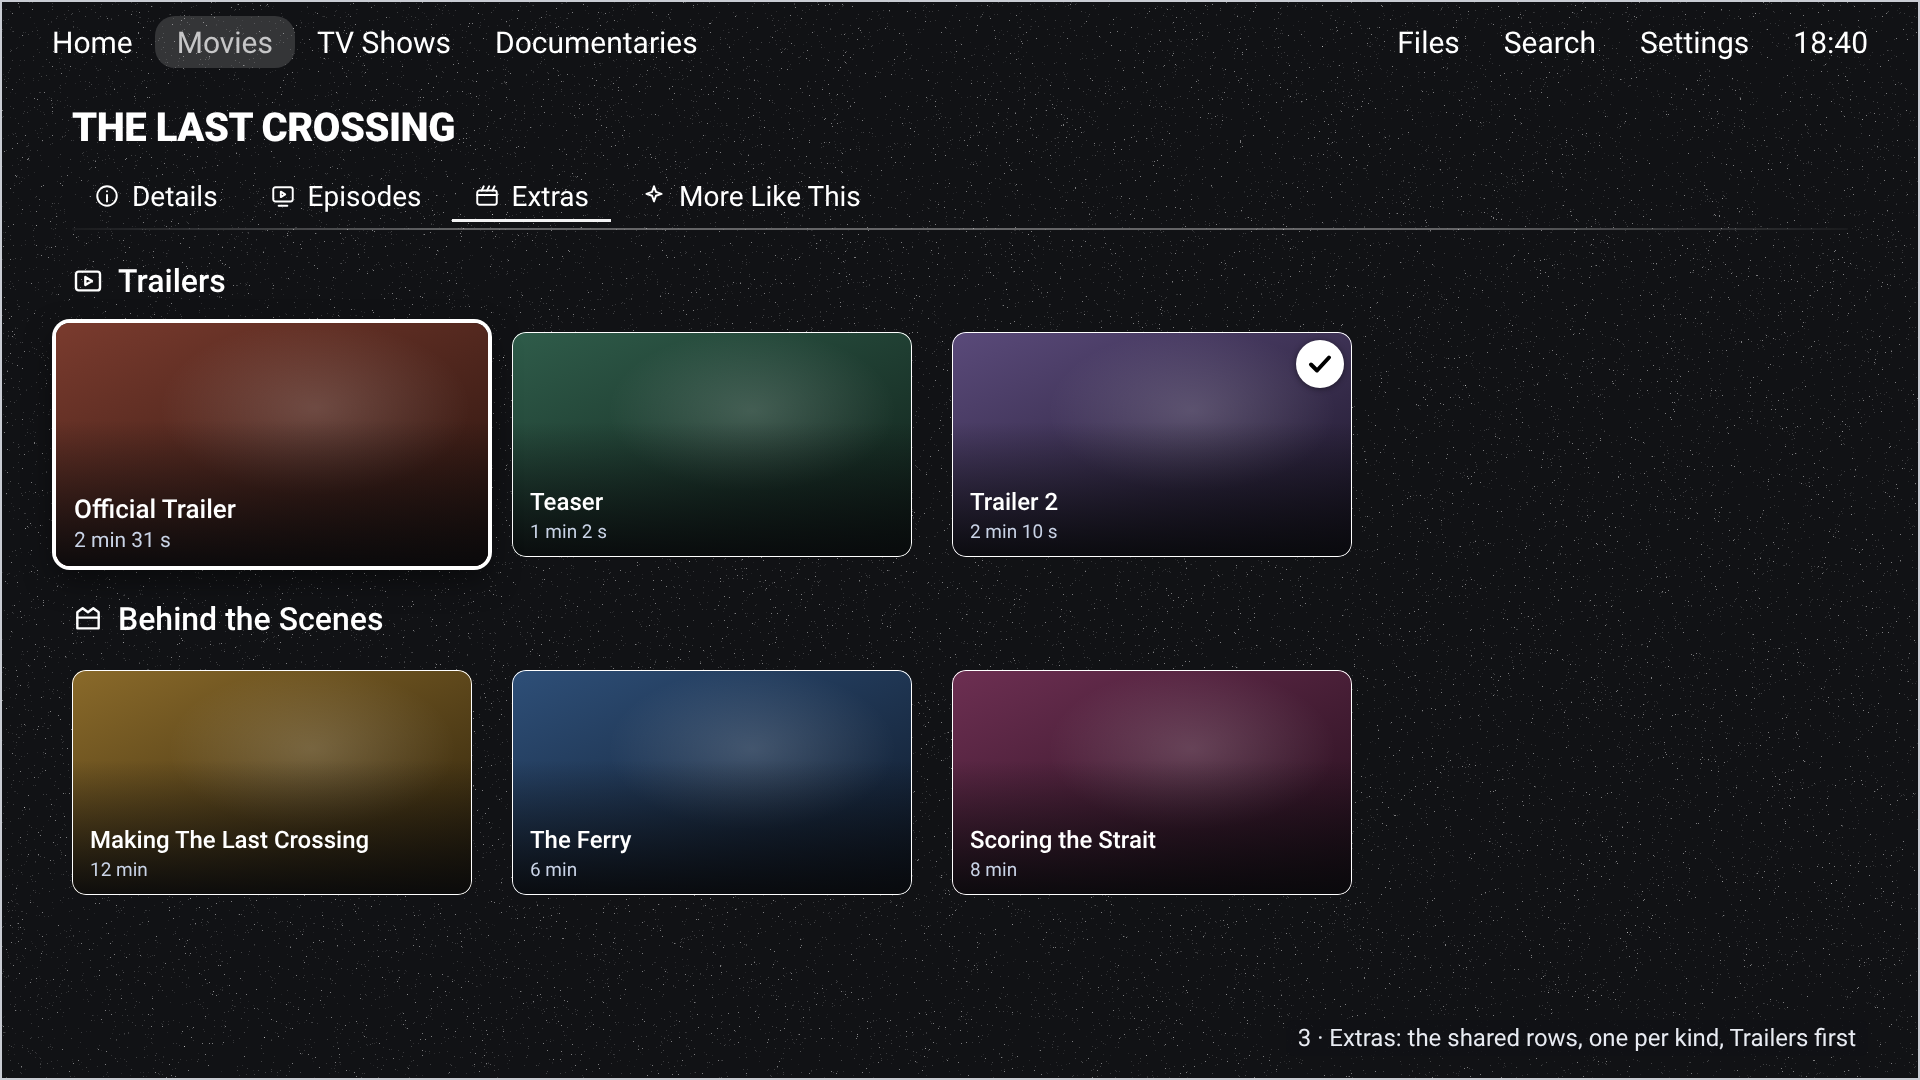 Home Movies TV Shows Documentaries Files Search Settings 18:40
THE LAST CROSSING
Details Episodes Extras More Like This
Trailers
Official Trailer
2 min 31 s
Teaser
1 min 2 s
Trailer 2
2 min 10 s
Behind the Scenes
Making The Last Crossing
12 min
The Ferry
6 min
Scoring the Strait
8 min
3 · Extras: the shared rows, one per kind, Trailers first